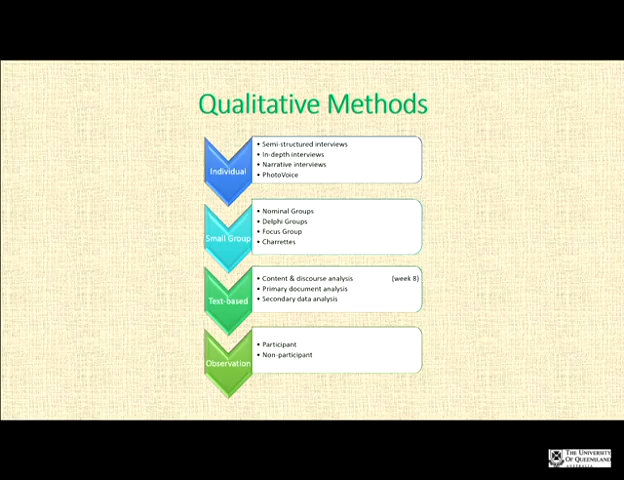 Qualitative Methods
Individual
• Semi-structured interviews
• In-depth interviews
• Narrative interviews
• PhotoVoice
Small Group
• Nominal Groups
• Delphi Groups
• Focus Group
• Charrettes
Text-based
• Content & discourse analysis (week 8)
• Primary document analysis
• Secondary data analysis
Observation
• Participant
• Non-participant
THE UNIVERSITY
OF QUEENSLAND
AUSTRALIA